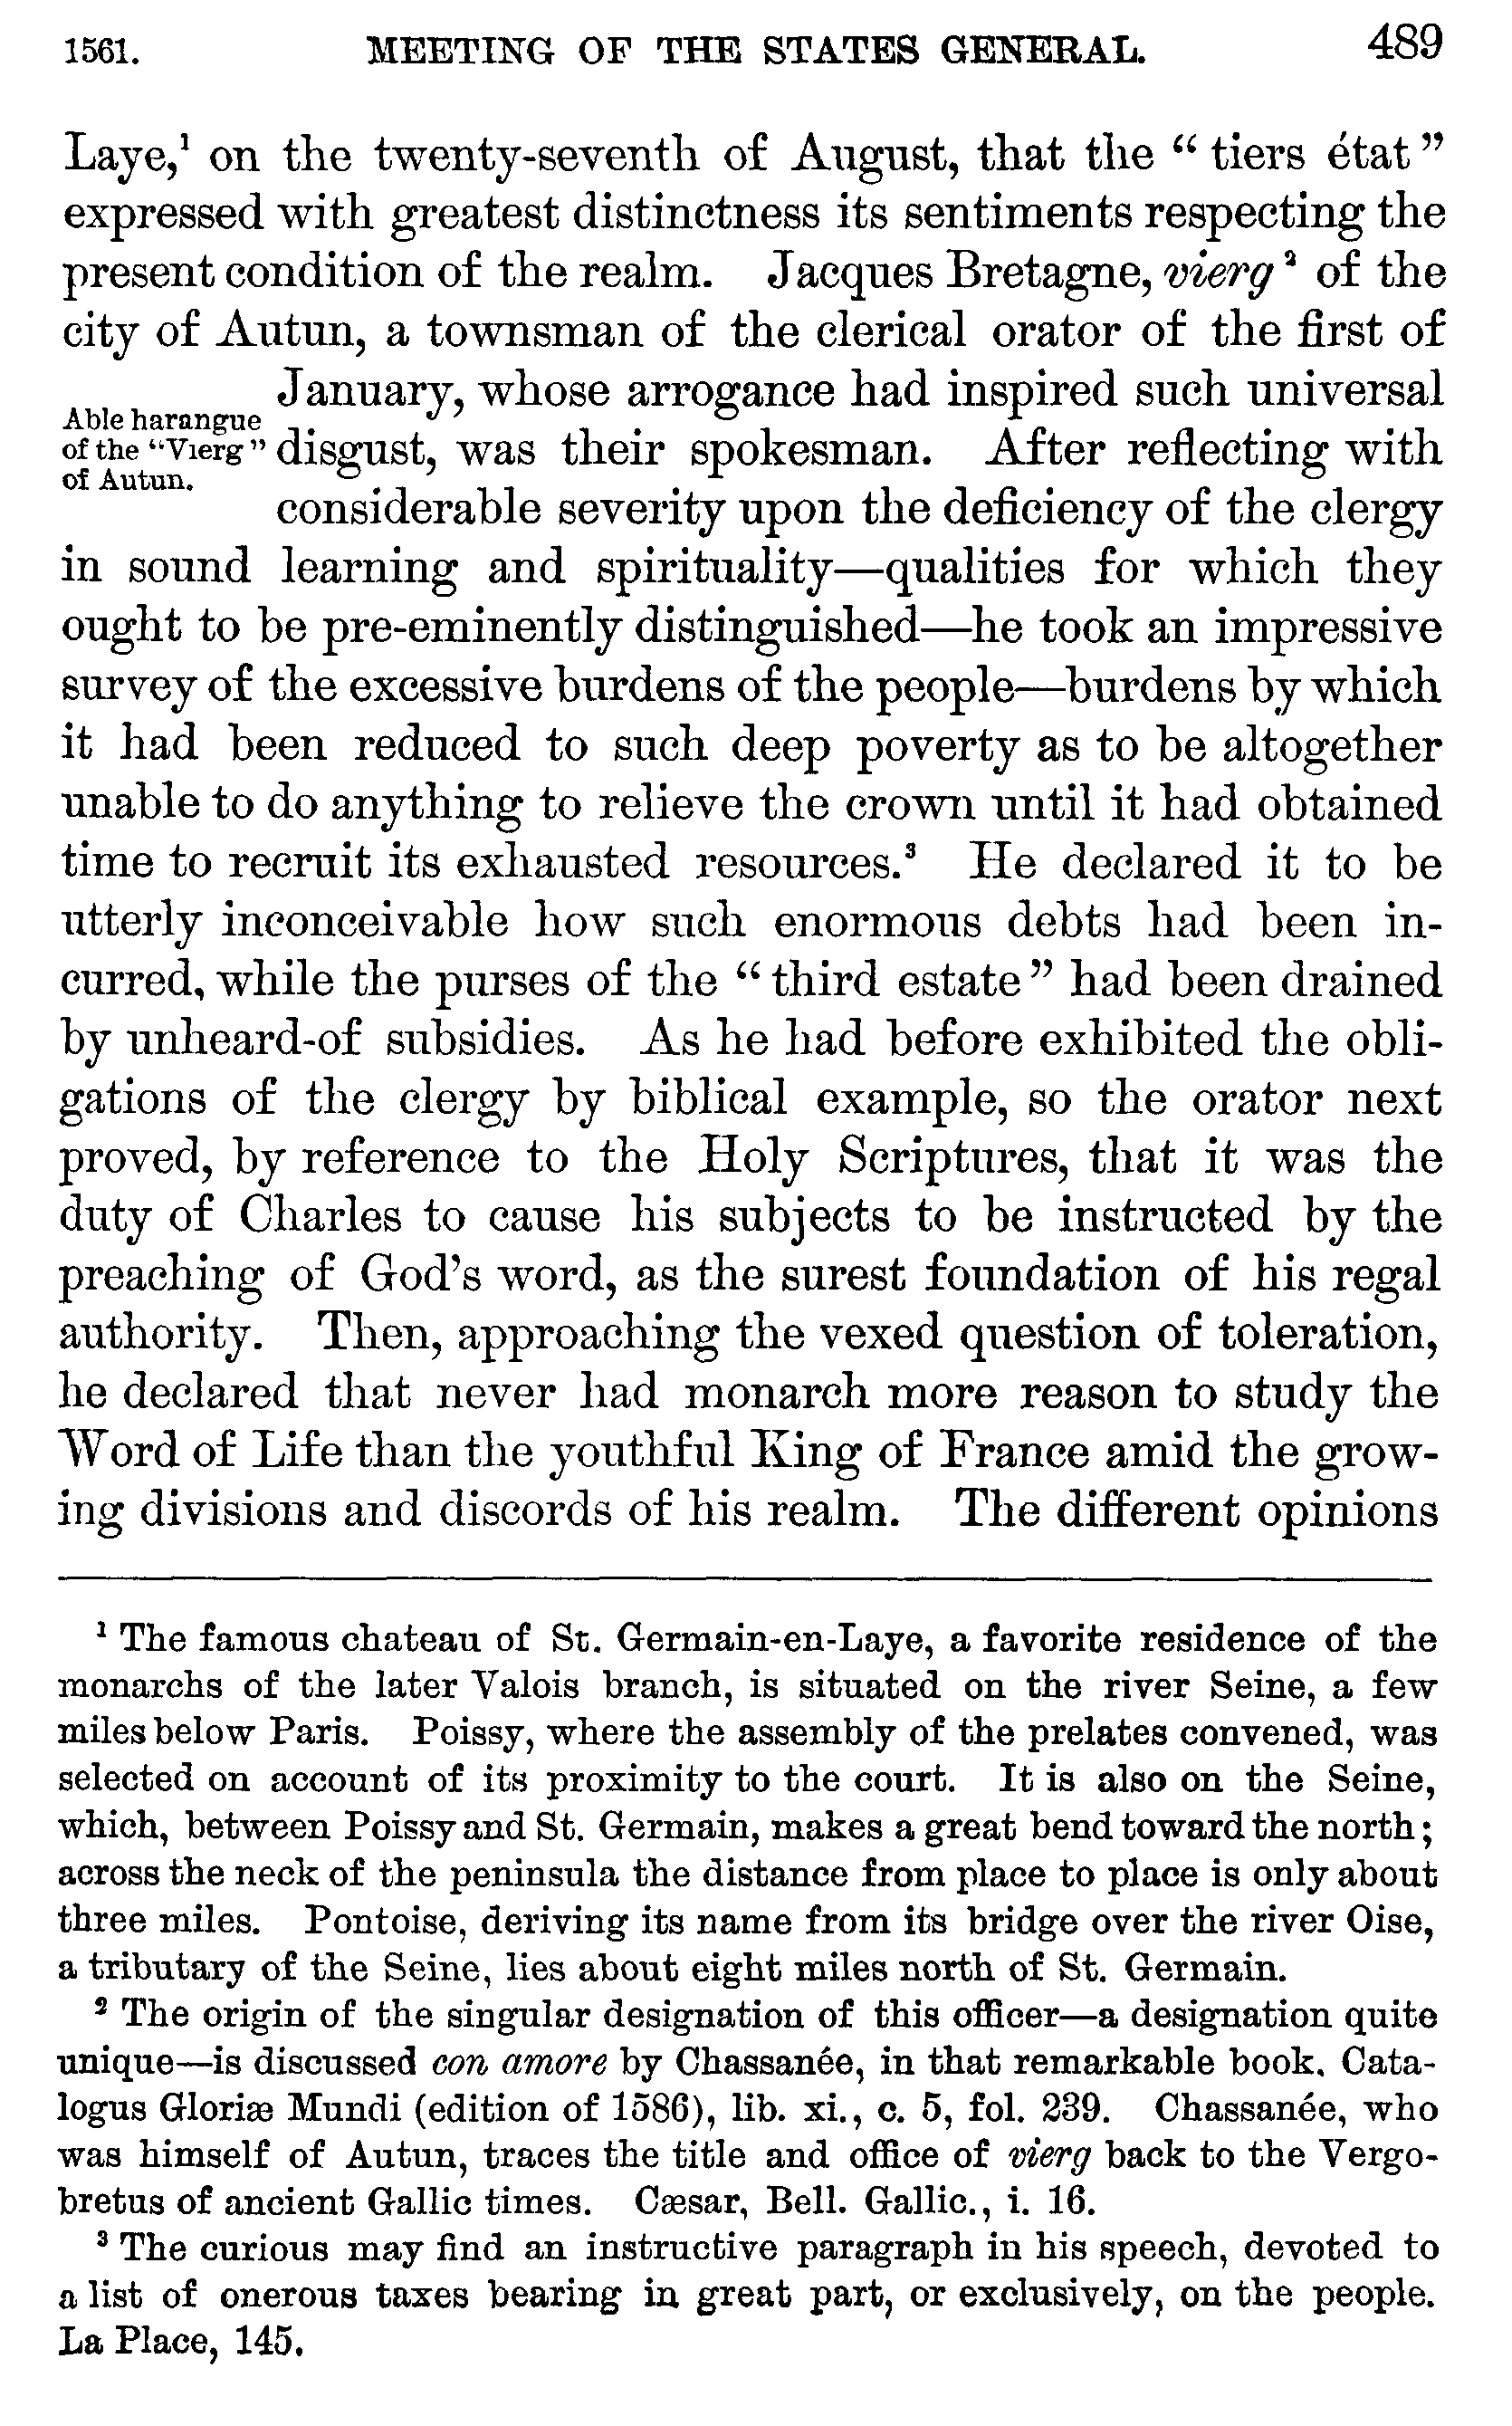 1561. MEETING OF THE STATES GENERAL. 489
Laye,¹ on the twenty-seventh of August, that the “ tiers état ”
expressed with greatest distinctness its sentiments respecting the
present condition of the realm. Jacques Bretagne, vierg ² of the
city of Autun, a townsman of the clerical orator of the first of
Able harangue
of the “Vierg”
of Autun.
January, whose arrogance had inspired such universal
disgust, was their spokesman. After reflecting with
considerable severity upon the deficiency of the clergy
in sound learning and spirituality—qualities for which they
ought to be pre-eminently distinguished—he took an impressive
survey of the excessive burdens of the people—burdens by which
it had been reduced to such deep poverty as to be altogether
unable to do anything to relieve the crown until it had obtained
time to recruit its exhausted resources.³ He declared it to be
utterly inconceivable how such enormous debts had been in-
curred, while the purses of the “ third estate ” had been drained
by unheard-of subsidies. As he had before exhibited the obli-
gations of the clergy by biblical example, so the orator next
proved, by reference to the Holy Scriptures, that it was the
duty of Charles to cause his subjects to be instructed by the
preaching of God’s word, as the surest foundation of his regal
authority. Then, approaching the vexed question of toleration,
he declared that never had monarch more reason to study the
Word of Life than the youthful King of France amid the grow-
ing divisions and discords of his realm. The different opinions
¹ The famous chateau of St. Germain-en-Laye, a favorite residence of the
monarchs of the later Valois branch, is situated on the river Seine, a few
miles below Paris. Poissy, where the assembly of the prelates convened, was
selected on account of its proximity to the court. It is also on the Seine,
which, between Poissy and St. Germain, makes a great bend toward the north;
across the neck of the peninsula the distance from place to place is only about
three miles. Pontoise, deriving its name from its bridge over the river Oise,
a tributary of the Seine, lies about eight miles north of St. Germain.
² The origin of the singular designation of this officer—a designation quite
unique—is discussed con amore by Chassanée, in that remarkable book. Cata-
logus Gloriæ Mundi (edition of 1586), lib. xi., c. 5, fol. 239. Chassanée, who
was himself of Autun, traces the title and office of vierg back to the Vergo-
bretus of ancient Gallic times. Cæsar, Bell. Gallic., i. 16.
³ The curious may find an instructive paragraph in his speech, devoted to
a list of onerous taxes bearing in great part, or exclusively, on the people.
La Place, 145.